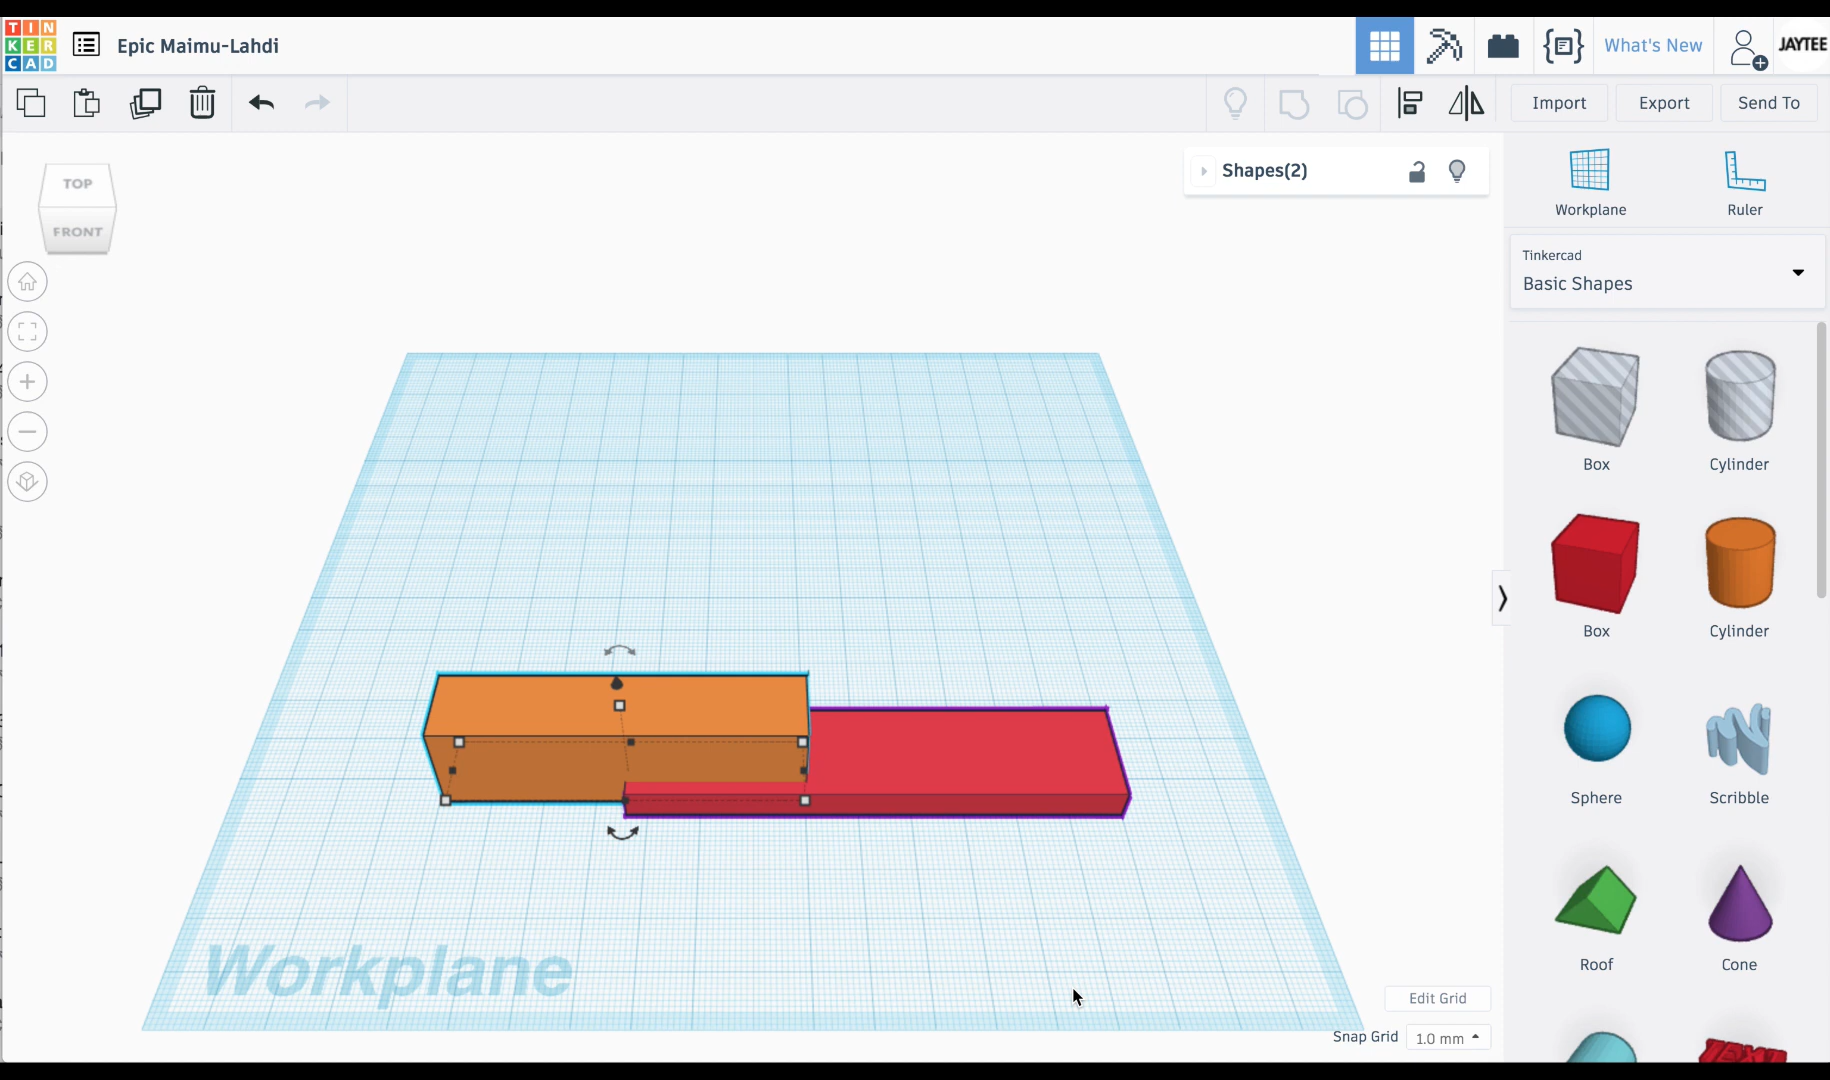 TIN
KER
CAD
Epic Maimu-Lahdi
What's New
JAYTEE
Import
Export
Send To
TOP
FRONT
Shapes(2)
Workplane
Ruler
Tinkercad
Basic Shapes
Box
Cylinder
Box
Cylinder
Sphere
Scribble
Roof
Cone
TEXT
Workplane
Edit Grid
Snap Grid
1.0 mm